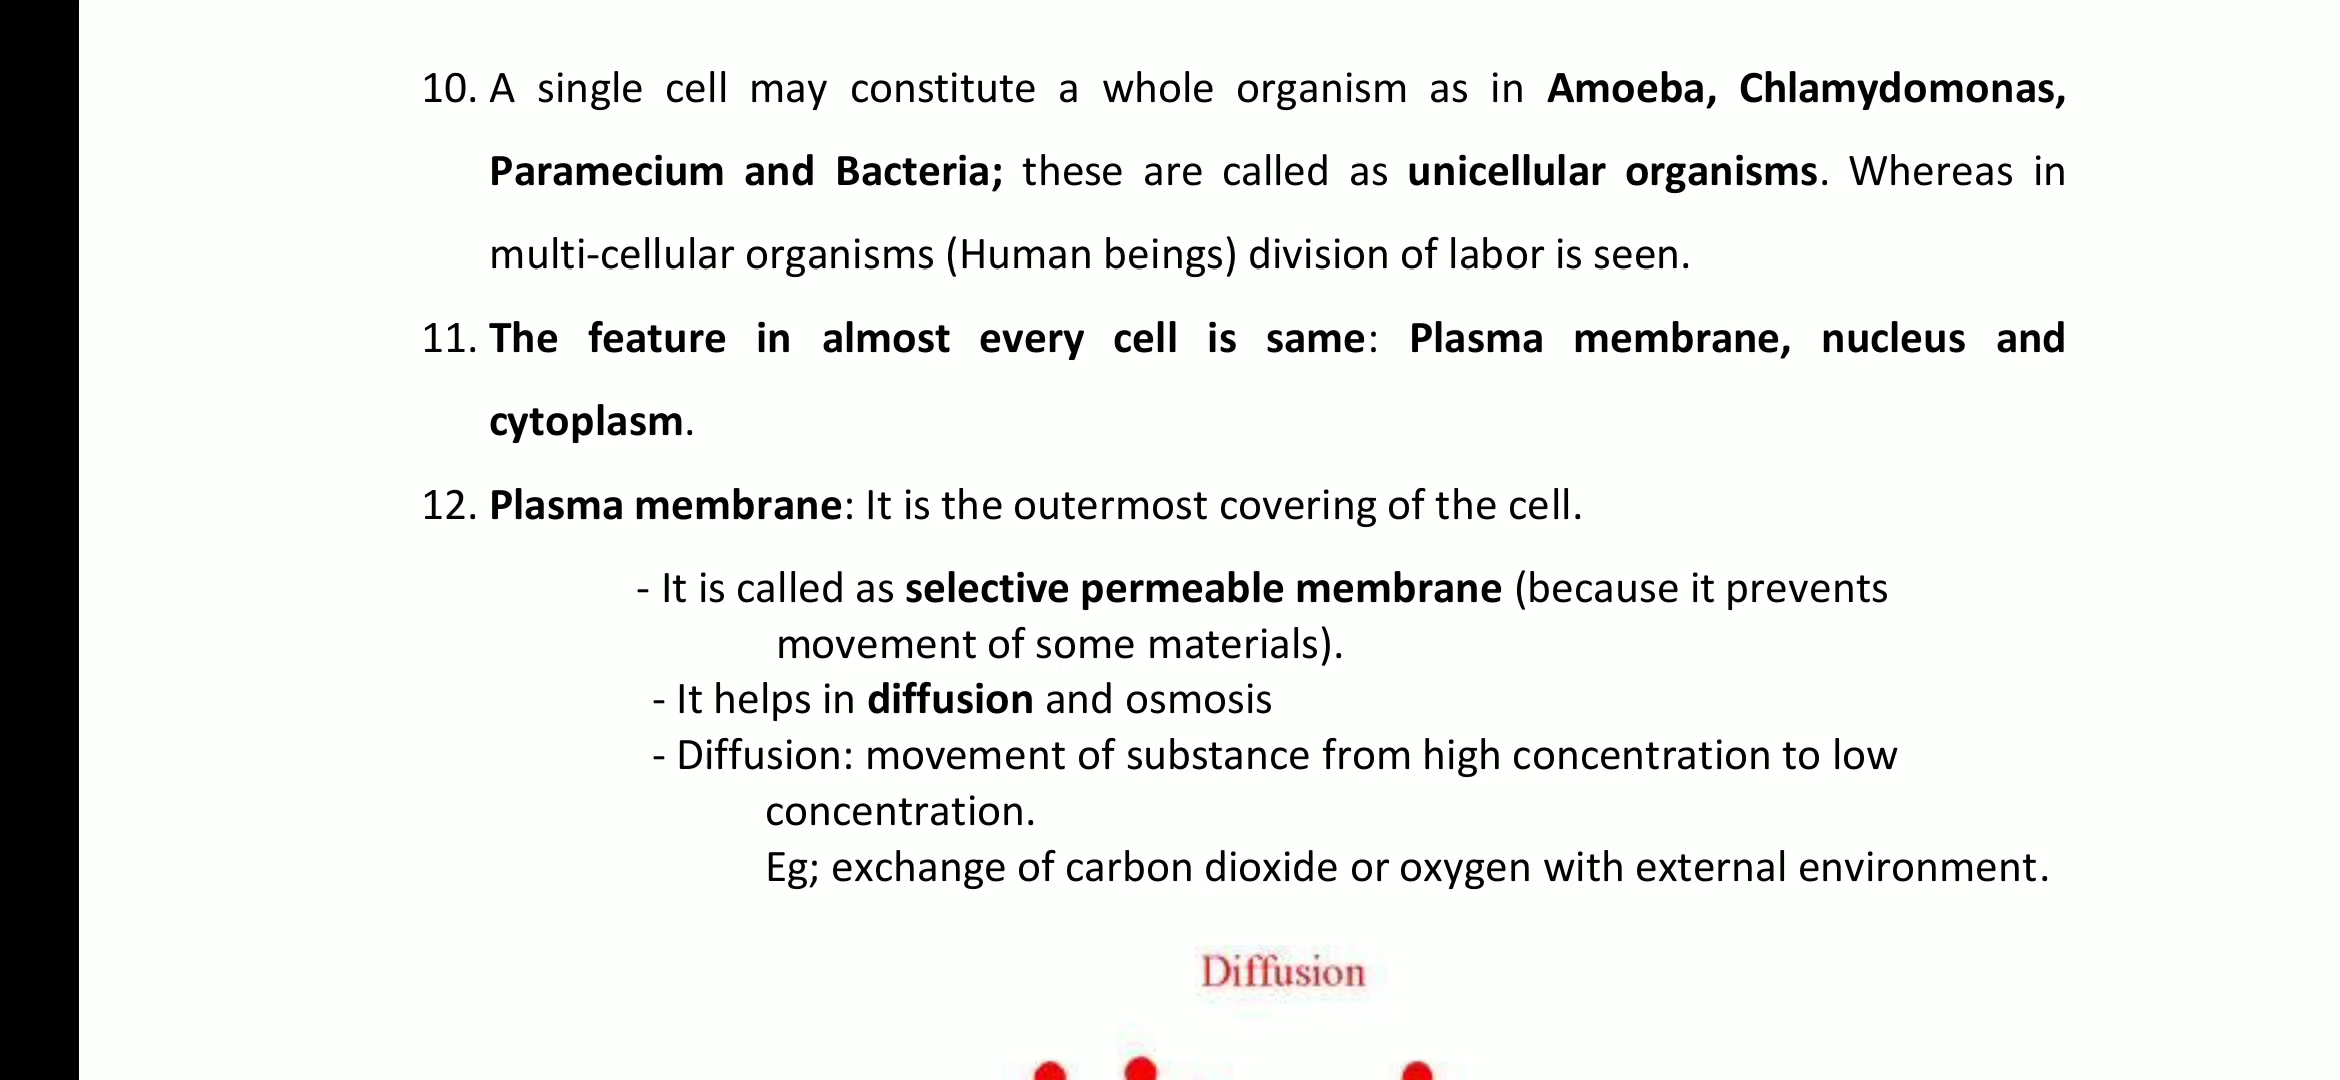 10. A single cell may constitute a whole organism as in Amoeba, Chlamydomonas,
Paramecium and Bacteria; these are called as unicellular organisms. Whereas in
multi-cellular organisms (Human beings) division of labor is seen.
11. The feature in almost every cell is same: Plasma membrane, nucleus and
cytoplasm.
12. Plasma membrane: It is the outermost covering of the cell.
- It is called as selective permeable membrane (because it prevents
movement of some materials).
- It helps in diffusion and osmosis
- Diffusion: movement of substance from high concentration to low
concentration.
Eg; exchange of carbon dioxide or oxygen with external environment.
Diffusion